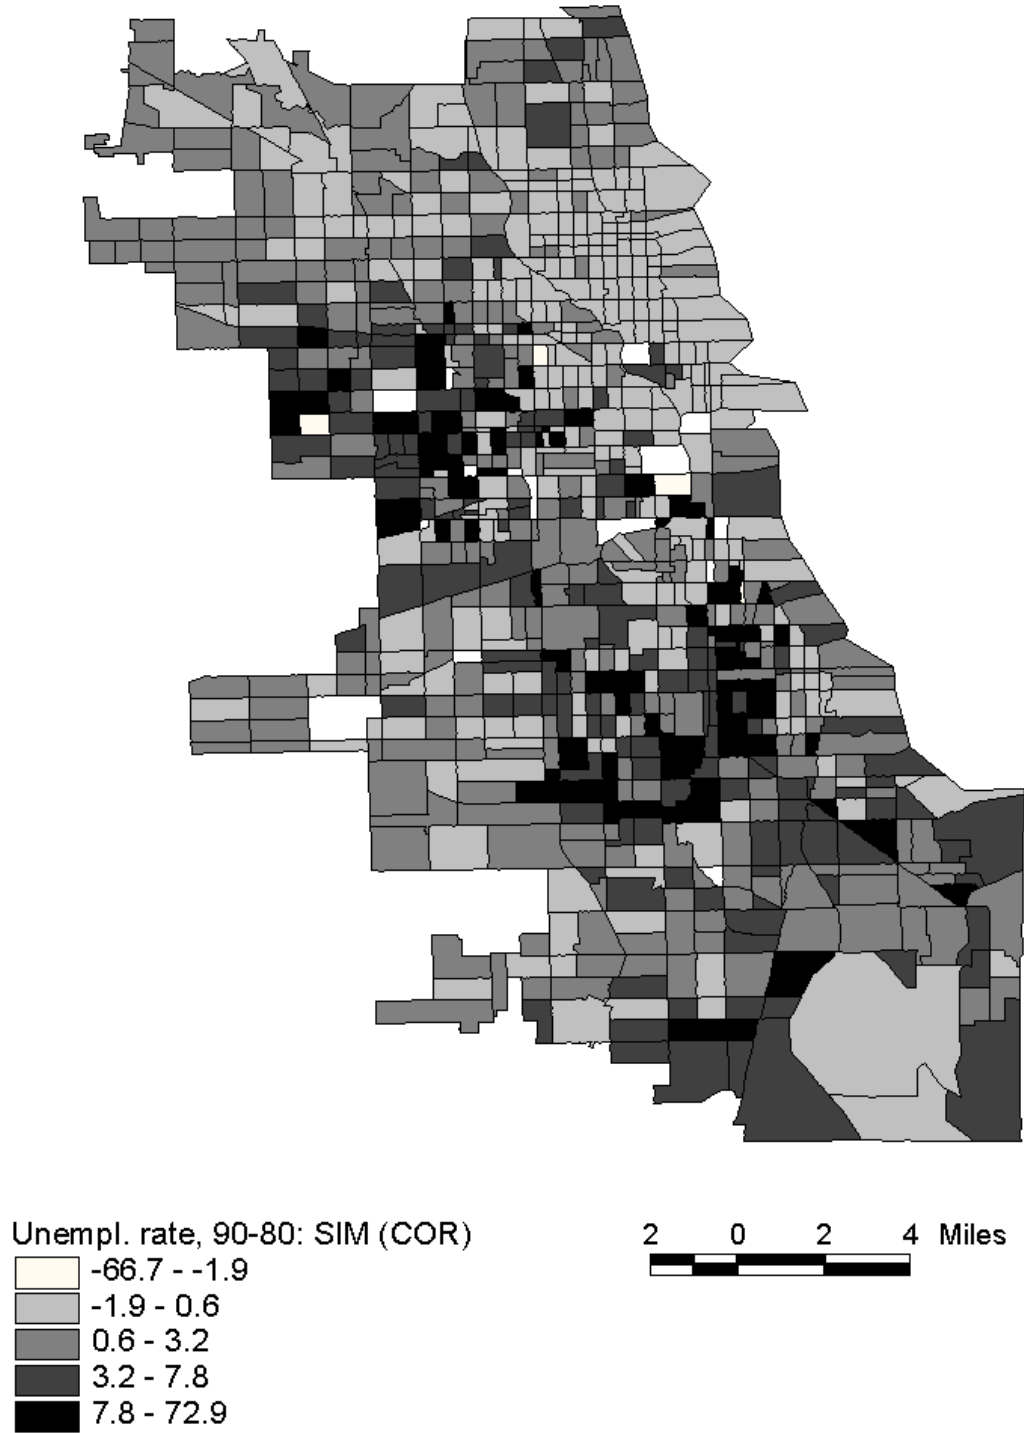 Unempl. rate, 90-80: SIM (COR)
-66.7 - -1.9
-1.9 - 0.6
0.6 - 3.2
3.2 - 7.8
7.8 - 72.9
2 0 2 4 Miles